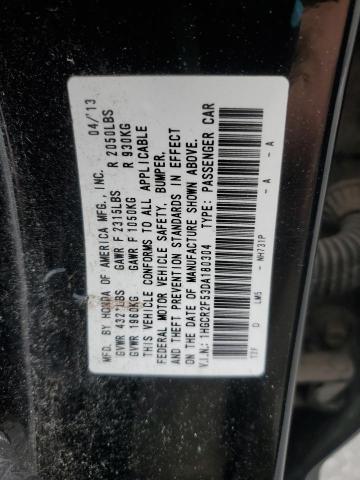 MFD. BY HONDA OF AMERICA MFG., INC. 04/'13
GVWR 4321LBS GAWR F 2315LBS R 2050LBS
GVWR 1960KG GAWR F 1050KG R 930KG
THIS VEHICLE CONFORMS TO ALL APPLICABLE
FEDERAL MOTOR VEHICLE SAFETY, BUMPER,
AND THEFT PREVENTION STANDARDS IN EFFECT
ON THE DATE OF MANUFACTURE SHOWN ABOVE.
V.I.N.: 1HGCR2F53DA180304 TYPE: PASSENGER CAR
T2F D LM5 - NH731P - A - A